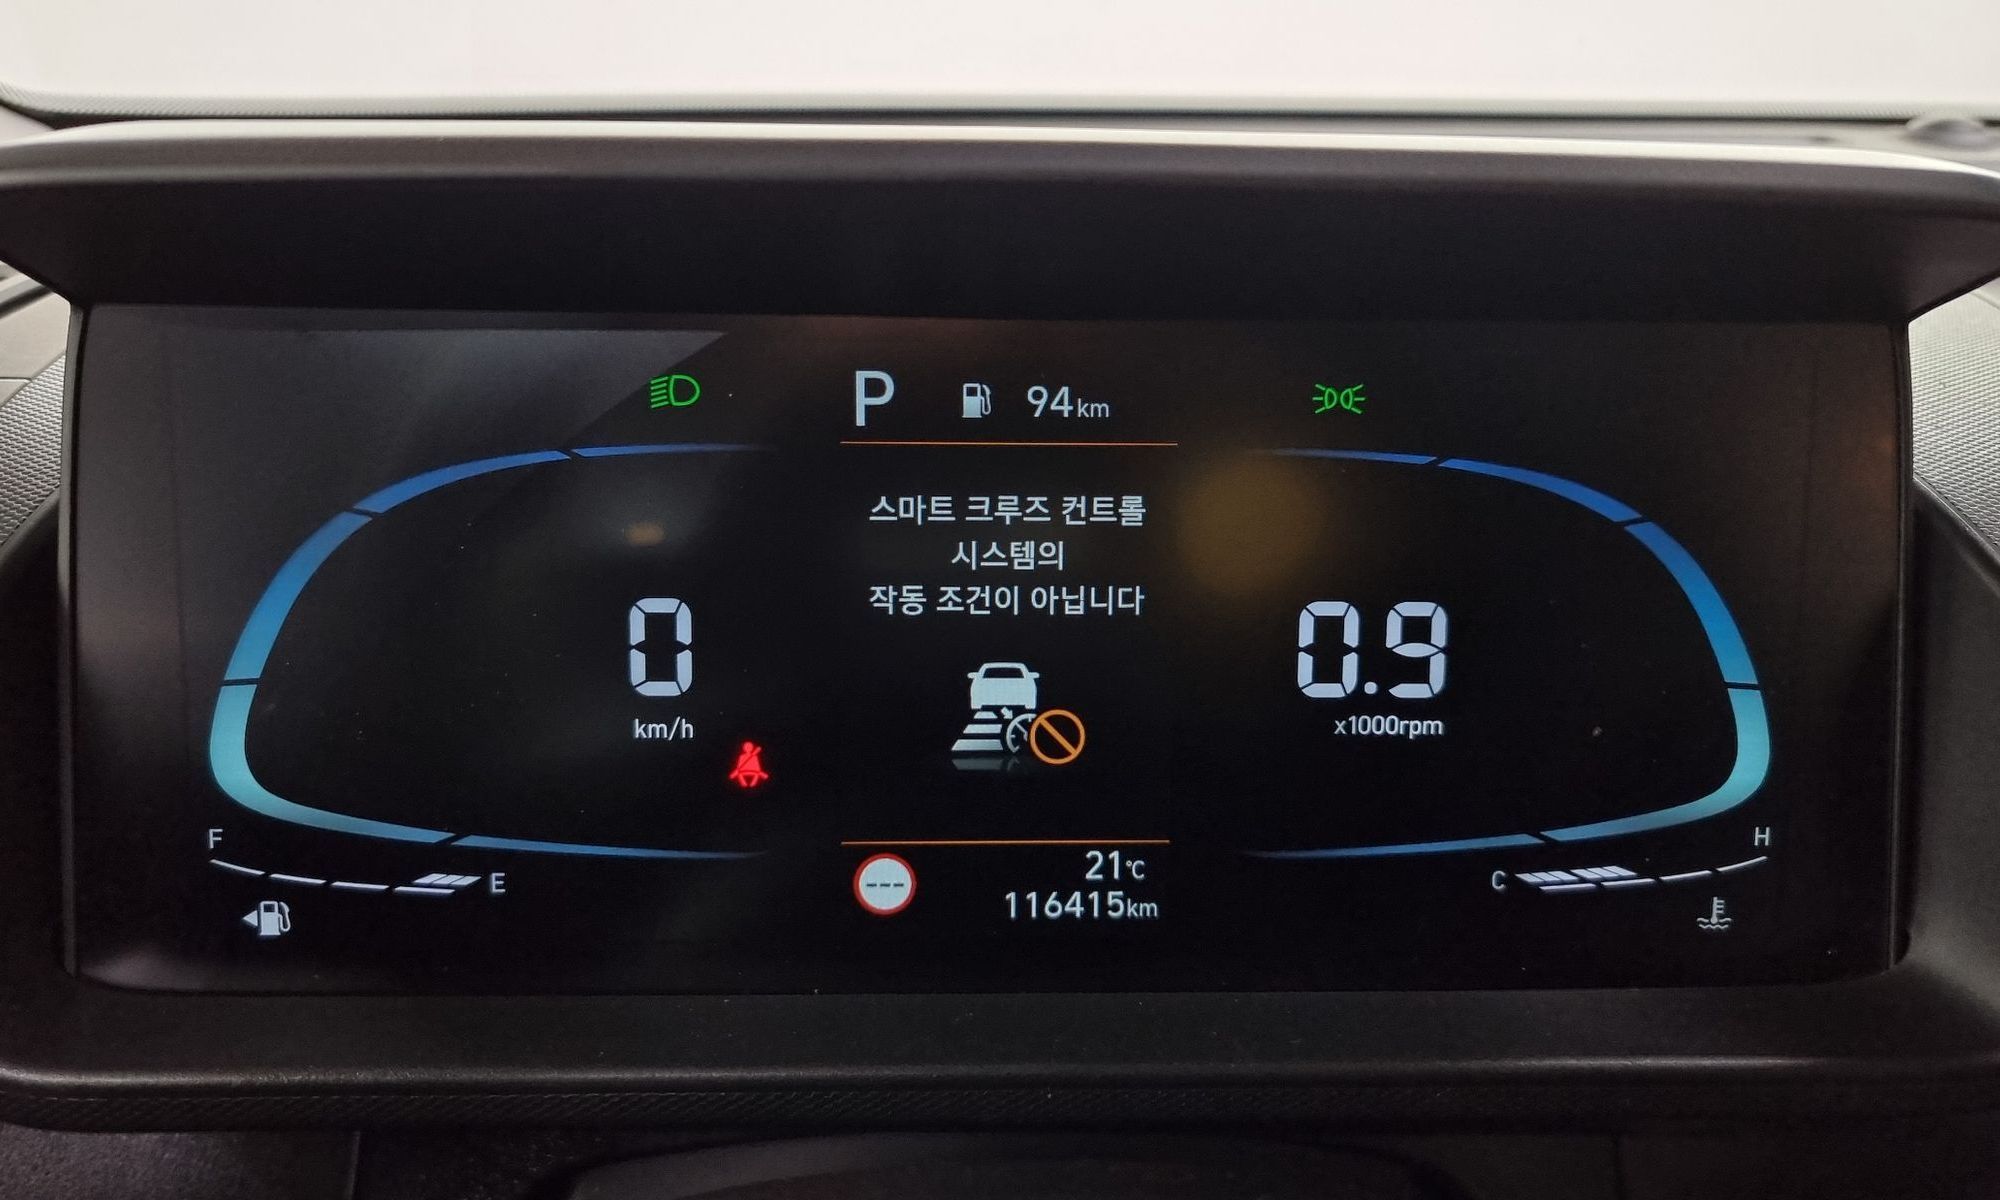 P 94km
스마트 크루즈 컨트롤
시스템의
작동 조건이 아닙니다
0
km/h
0.9
x1000rpm
F
E
C
H
---
21℃
116415km